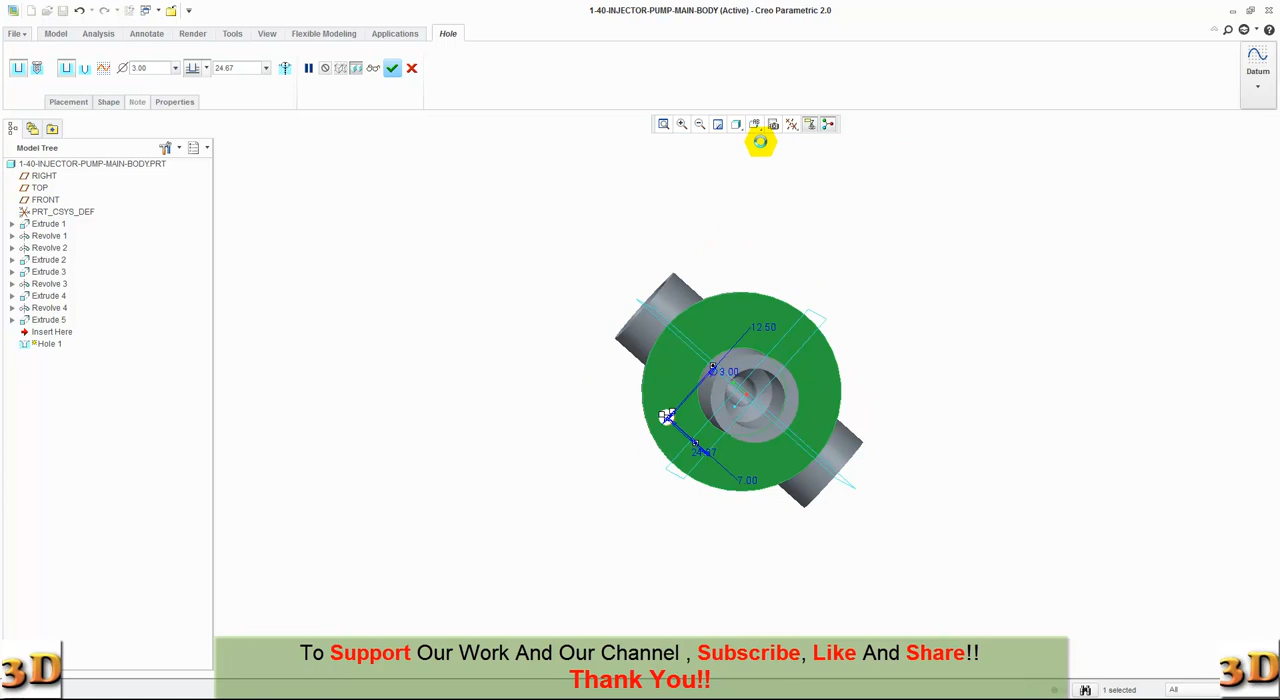 1-40-INJECTOR-PUMP-MAIN-BODY (Active) - Creo Parametric 2.0
File Model Analysis Annotate Render Tools View Flexible Modeling Applications Hole
3.00 24.67
Datum
Placement Shape Note Properties
Model Tree
1-40-INJECTOR-PUMP-MAIN-BODY.PRT
RIGHT
TOP
FRONT
PRT_CSYS_DEF
Extrude 1
Revolve 1
Revolve 2
Extrude 2
Extrude 3
Revolve 3
Extrude 4
Revolve 4
Extrude 5
Insert Here
Hole 1
12.50
3.00
24.67
7.00
To Support Our Work And Our Channel , Subscribe, Like And Share!!
Thank You!!
3D
3D
1 selected
All